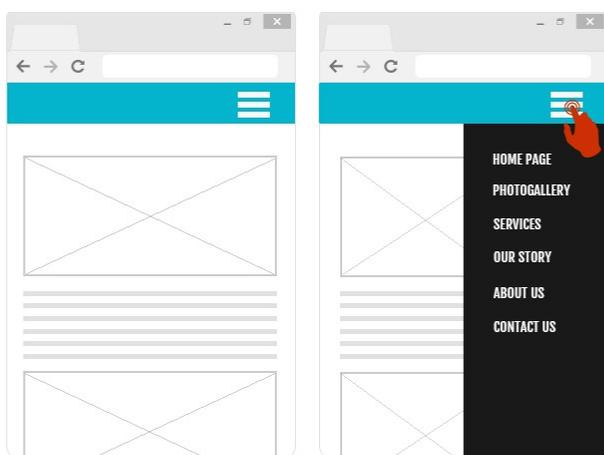 HOME PAGE
PHOTOGALLERY
SERVICES
OUR STORY
ABOUT US
CONTACT US